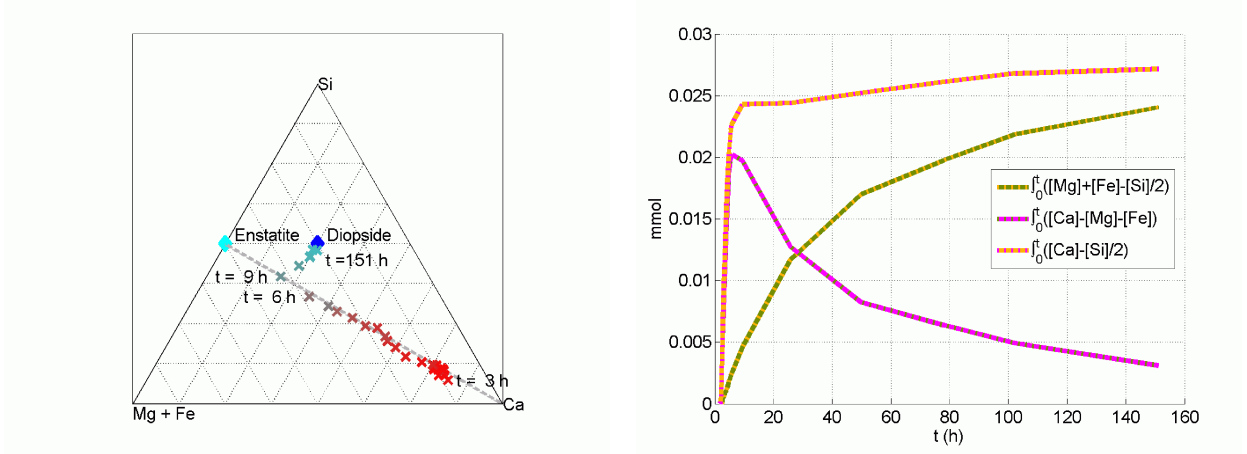 Si
Enstatite
Diopside
t =151 h
t = 9 h
t = 6 h
t = 3 h
Mg + Fe
Ca
0.03
0.025
0.02
0.015
0.01
0.005
0
mmol
∫₀ᵗ([Mg]+[Fe]-[Si]/2)
∫₀ᵗ([Ca]-[Mg]-[Fe])
∫₀ᵗ([Ca]-[Si]/2)
0 20 40 60 80 100 120 140 160
t (h)